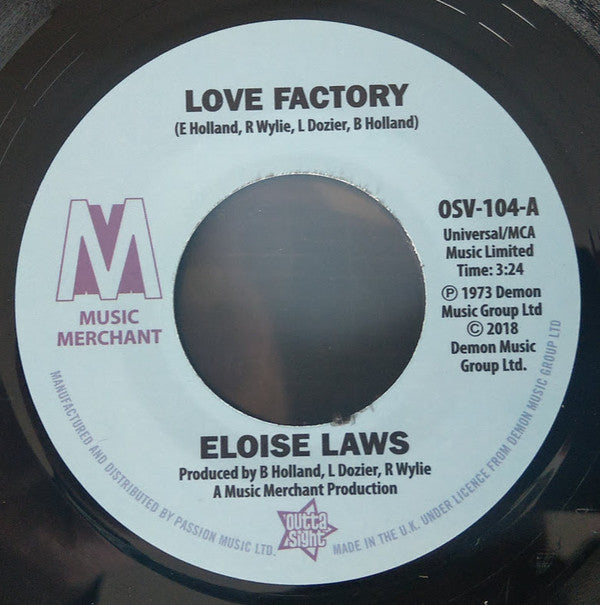 LOVE FACTORY
(E Holland, R Wylie, L Dozier, B Holland)
M
MUSIC
MERCHANT
OSV-104-A
Universal/MCA
Music Limited
Time: 3:24
Ⓟ 1973 Demon
Music Group Ltd
© 2018
Demon Music
Group Ltd.
ELOISE LAWS
Produced by B Holland, L Dozier, R Wylie
A Music Merchant Production
outta
sight
MANUFACTURED AND DISTRIBUTED BY PASSION MUSIC LTD.
MADE IN THE U.K. UNDER LICENCE FROM DEMON MUSIC GROUP LTD